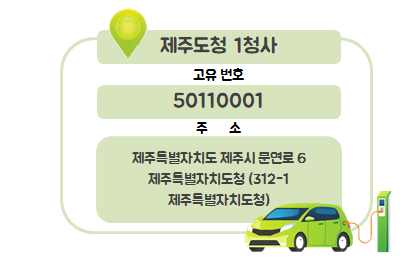 제주도청 1청사
고유 번호
50110001
주 소
제주특별자치도 제주시 문연로 6
제주특별자치도청 (312-1
제주특별자치도청)